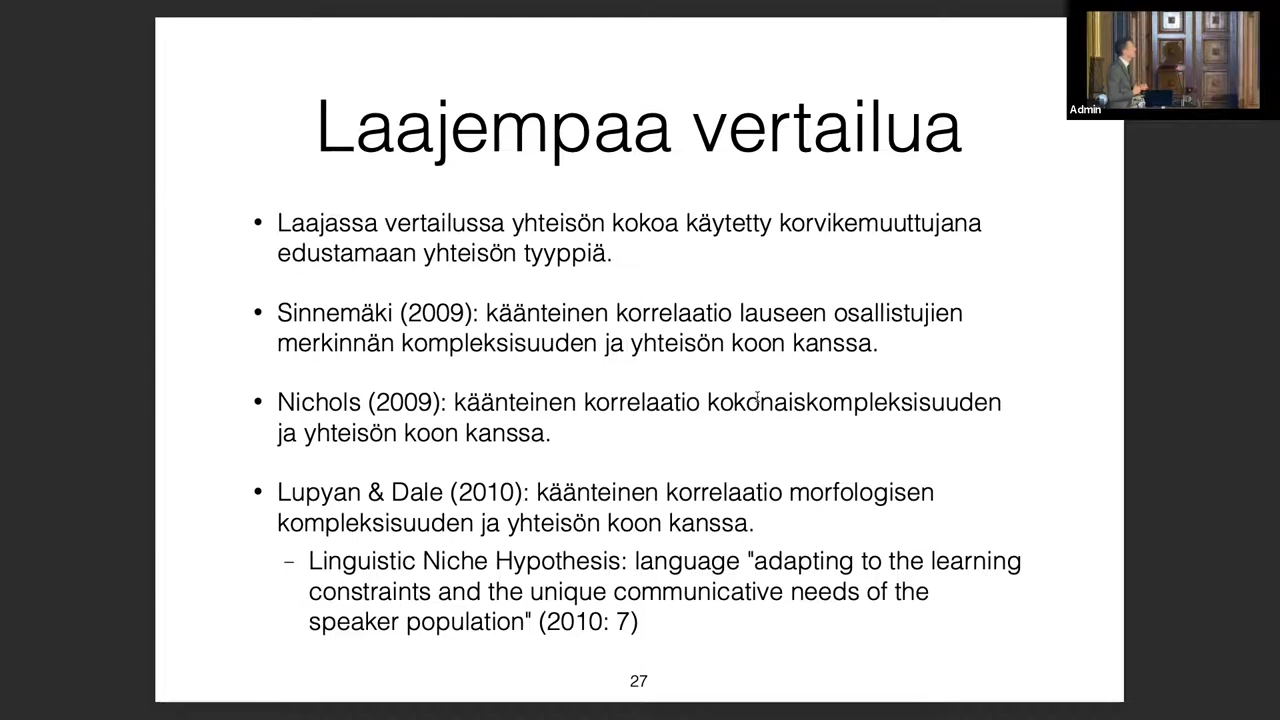 Laajempaa vertailua
• Laajassa vertailussa yhteisön kokoa käytetty korvikemuuttujana
edustamaan yhteisön tyyppiä.
• Sinnemäki (2009): käänteinen korrelaatio lauseen osallistujien
merkinnän kompleksisuuden ja yhteisön koon kanssa.
• Nichols (2009): käänteinen korrelaatio kokonaiskompleksisuuden
ja yhteisön koon kanssa.
• Lupyan & Dale (2010): käänteinen korrelaatio morfologisen
kompleksisuuden ja yhteisön koon kanssa.
– Linguistic Niche Hypothesis: language "adapting to the learning
constraints and the unique communicative needs of the
speaker population" (2010: 7)
27
Admin